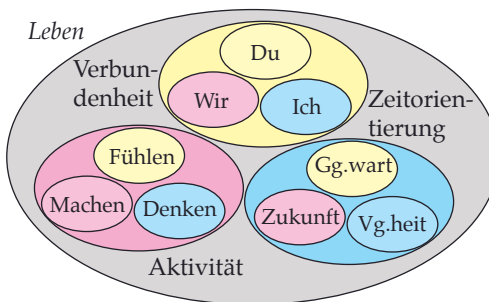 Leben
Du
Verbun-
denheit
Wir
Ich
Zeitorien-
tierung
Fühlen
Machen
Denken
Gg.wart
Zukunft
Vg.heit
Aktivität